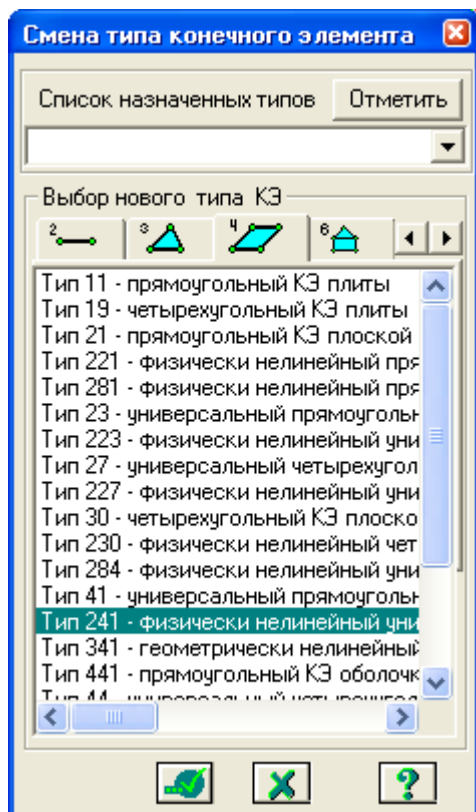 Смена типа конечного элемента
Список назначенных типов Отметить
Выбор нового типа КЭ
2 3 4 6
Тип 11 - прямоугольный КЭ плиты
Тип 19 - четырехугольный КЭ плиты
Тип 21 - прямоугольный КЭ плоской
Тип 221 - физически нелинейный пря
Тип 281 - физически нелинейный пря
Тип 23 - универсальный прямоугольн
Тип 223 - физически нелинейный уни
Тип 27 - универсальный четырехугол
Тип 227 - физически нелинейный уни
Тип 30 - четырехугольный КЭ плоско
Тип 230 - физически нелинейный чет
Тип 284 - физически нелинейный уни
Тип 41 - универсальный прямоугольн
Тип 241 - физически нелинейный уни
Тип 341 - геометрически нелинейный
Тип 441 - прямоугольный КЭ оболочк
Тип 44 - универсальный четырехугол
?